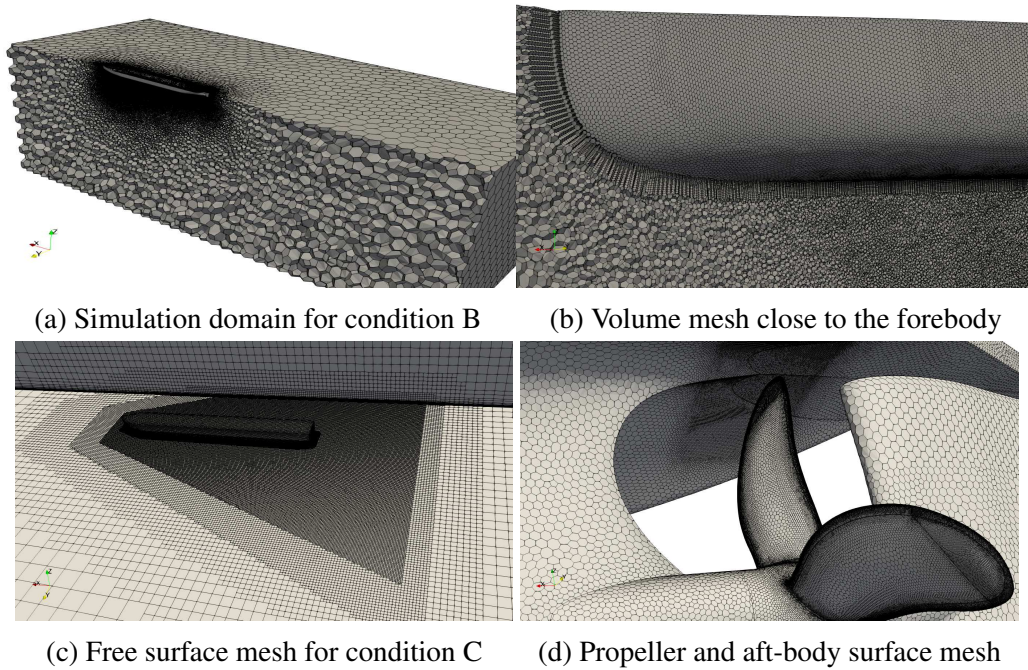 (a) Simulation domain for condition B
(b) Volume mesh close to the forebody
(c) Free surface mesh for condition C
(d) Propeller and aft-body surface mesh